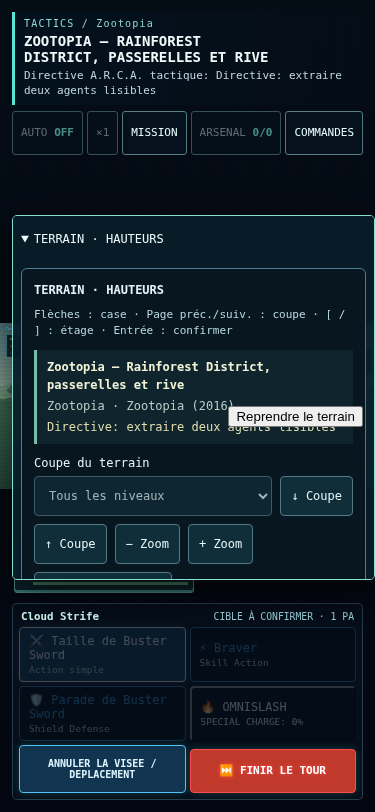 TACTICS / Zootopia
ZOOTOPIA — RAINFOREST
DISTRICT, PASSERELLES ET RIVE
Directive A.R.C.A. tactique: Directive: extraire
deux agents lisibles
AUTO OFF
×1
MISSION
ARSENAL 0/0
COMMANDES
▼ TERRAIN · HAUTEURS
TERRAIN · HAUTEURS
Flèches : case · Page préc./suiv. : coupe · [ /
] : étage · Entrée : confirmer
Zootopia — Rainforest District,
passerelles et rive
Zootopia · Zootopia (2016)
Reprendre le terrain
Directive: extraire deux agents lisibles
Coupe du terrain
Tous les niveaux
↓ Coupe
↑ Coupe
− Zoom
+ Zoom
Cloud Strife
CIBLE À CONFIRMER · 1 PA
⚔️ Taille de Buster
Sword
Action simple
⚡ Braver
Skill Action
🛡️ Parade de Buster
Sword
Shield Defense
🔥 OMNISLASH
SPECIAL CHARGE: 0%
ANNULER LA VISEE /
DEPLACEMENT
⏩ FINIR LE TOUR